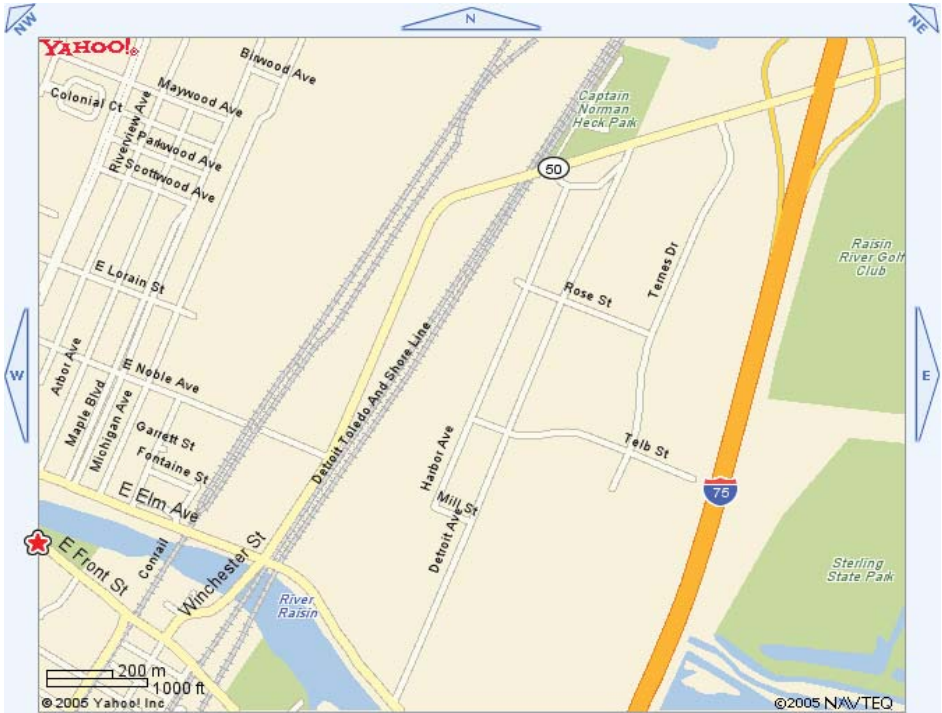 NW
N
NE
YAHOO!
Birwood Ave
Maywood Ave
Colonial Ct
Riverview Ave
Parkwood Ave
Scottwood Ave
Captain
Norman
Heck Park
50
Raisin
River Golf
Club
E Lorain St
Ternes Dr
Rose St
W
E
Arbor Ave
Maple Blvd
Michigan Ave
E Noble Ave
Detroit Toledo And Shore Line
Garrett St
Fontaine St
Harbor Ave
Telb St
75
E Elm Ave
Mill St
Detroit Ave
E Front St
Conrail
Winchester St
River
Raisin
Sterling
State Park
200 m
1000 ft
©2005 Yahoo! Inc
©2005 NAVTEQ